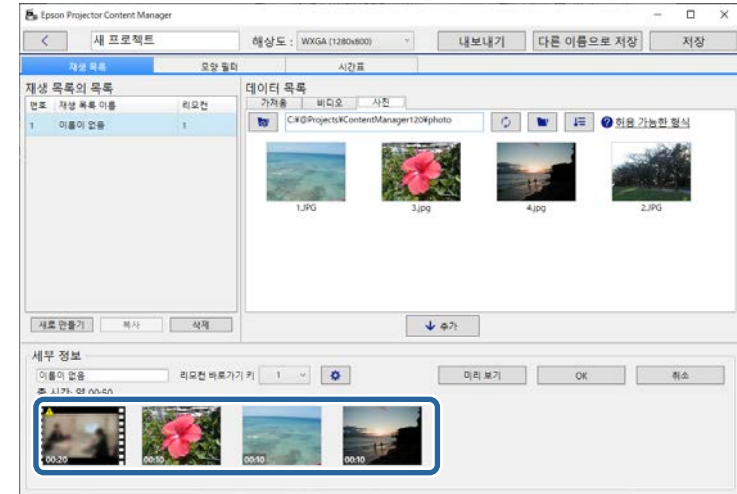 Epson Projector Content Manager
새 프로젝트
해상도 :
WXGA (1280x800)
내보내기
다른 이름으로 저장
저장
재생 목록
모양 필터
시간표
재생 목록의 목록
번호 재생 목록 이름 리모컨
1 이름이 없음 1
새로 만들기
복사
삭제
데이터 목록
가져옴
비디오
사진
C:￦@Projects￦ContentManager120￦photo
허용 가능한 형식
1.JPG
3.jpg
4.jpg
2.JPG
추가
세부 정보
이름이 없음
리모컨 바로가기 키
1
미리 보기
OK
취소
총 시간: 약 00:50
00:20
00:10
00:10
00:10